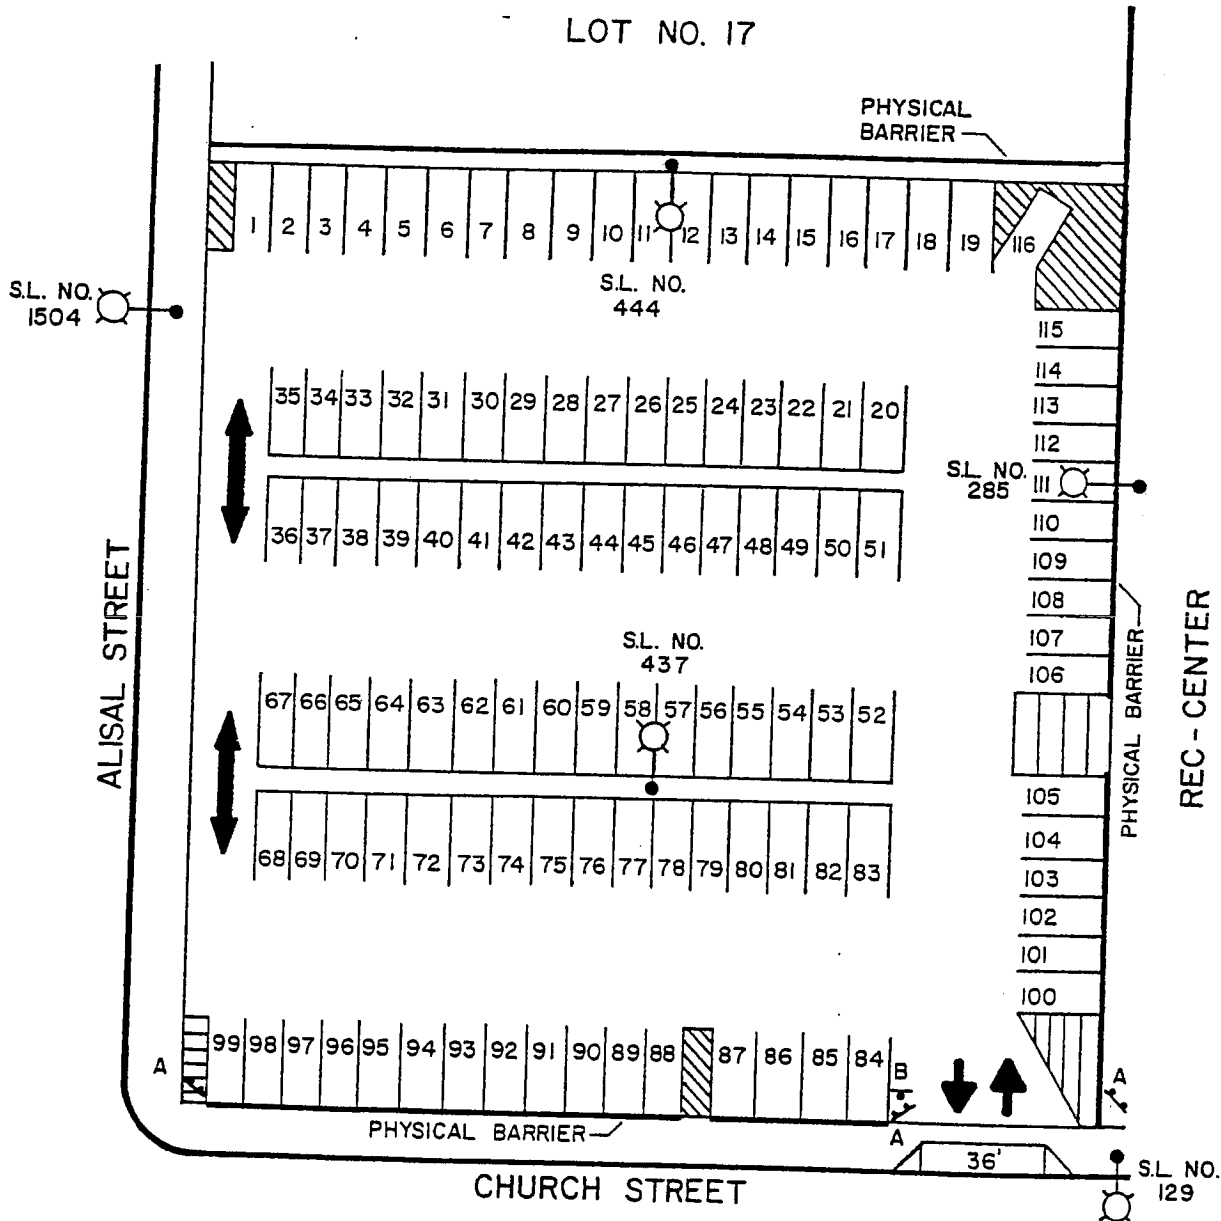 LOT NO. 17
PHYSICAL
BARRIER
1 2 3 4 5 6 7 8 9 10 11 12 13 14 15 16 17 18 19 116
S.L. NO.
1504
S.L. NO.
444
115
114
113
112
111
110
109
108
107
106
35 34 33 32 31 30 29 28 27 26 25 24 23 22 21 20
S.L. NO.
285
36 37 38 39 40 41 42 43 44 45 46 47 48 49 50 51
ALISAL STREET
S.L. NO.
437
PHYSICAL BARRIER
REC-CENTER
67 66 65 64 63 62 61 60 59 58 57 56 55 54 53 52
68 69 70 71 72 73 74 75 76 77 78 79 80 81 82 83
105
104
103
102
101
100
99 98 97 96 95 94 93 92 91 90 89 88 87 86 85 84
A
B
A
A
PHYSICAL BARRIER
36'
CHURCH STREET
S.L. NO.
129